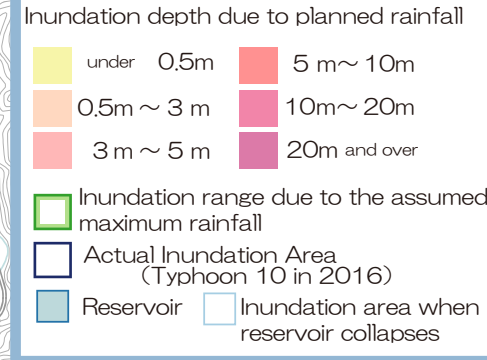 Inundation depth due to planned rainfall
under 0.5m
5 m～10m
0.5m～3 m
10m～20m
3 m～5 m
20m and over
Inundation range due to the assumed
maximum rainfall
Actual Inundation Area
（Typhoon 10 in 2016）
Reservoir
Inundation area when
reservoir collapses